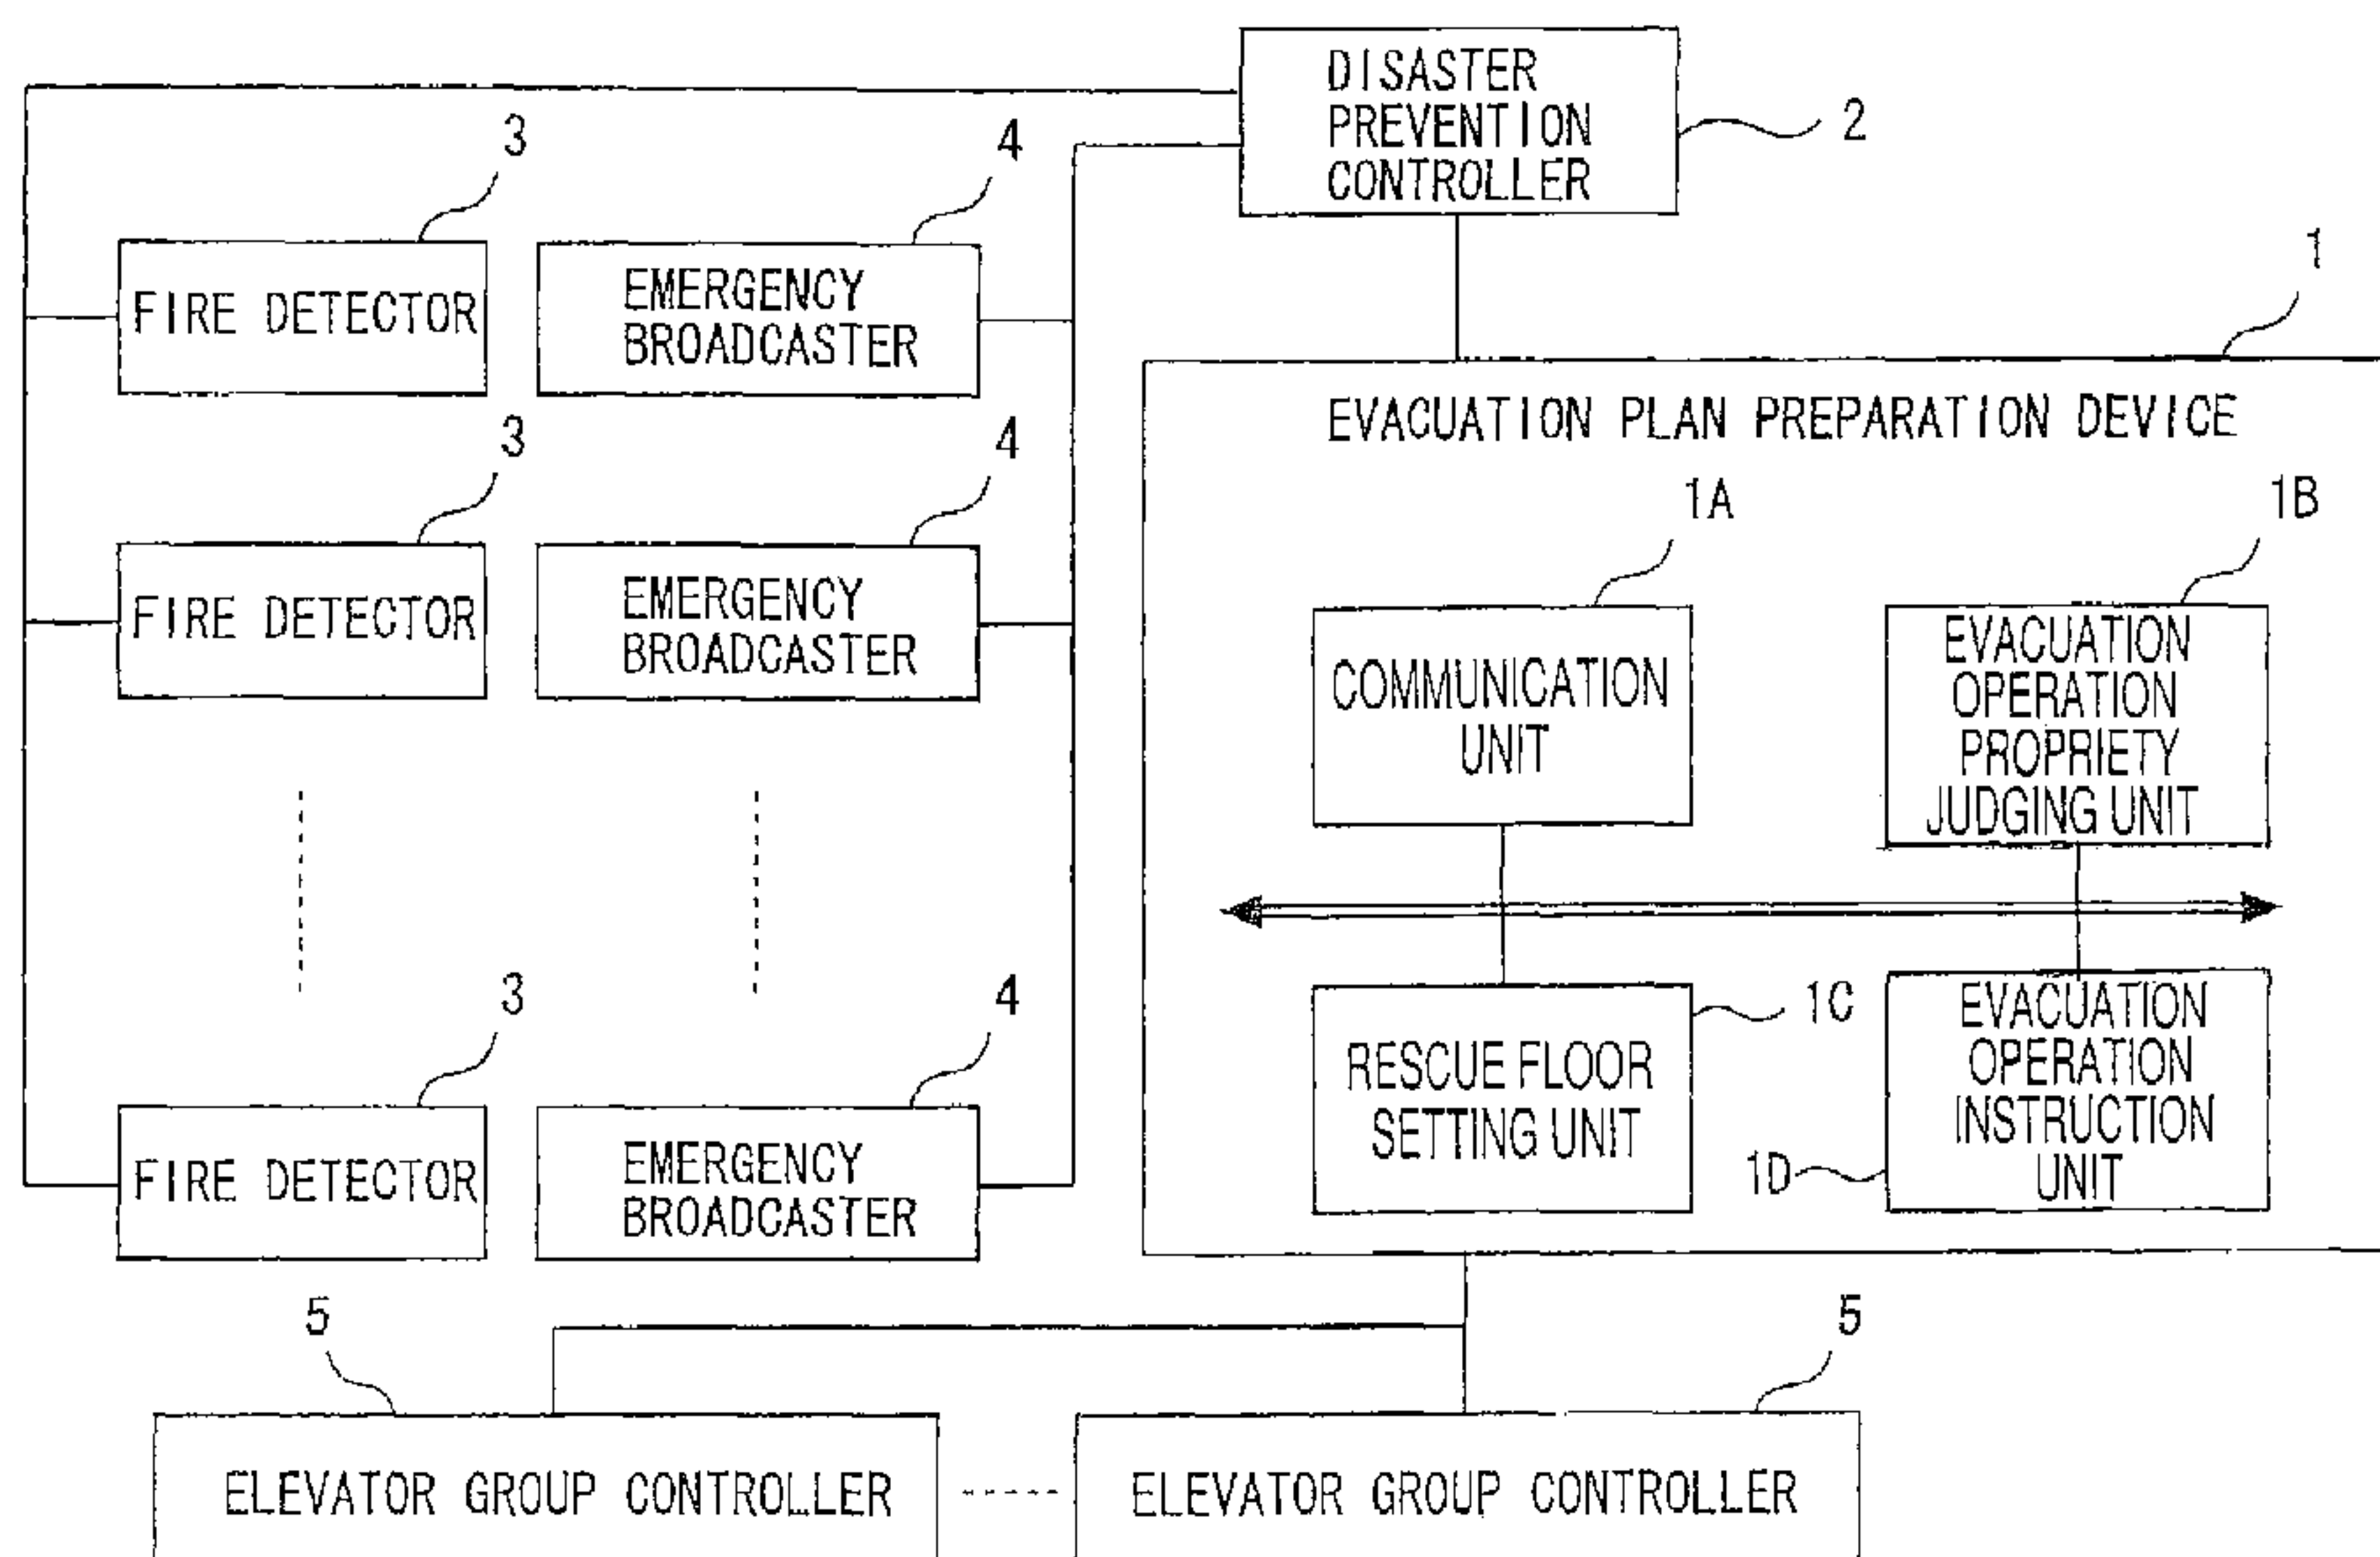 DISASTER
PREVENTION
CONTROLLER
2
3
4
1
FIRE DETECTOR
EMERGENCY
BROADCASTER
EVACUATION PLAN PREPARATION DEVICE
3
4
1A
1B
FIRE DETECTOR
EMERGENCY
BROADCASTER
COMMUNICATION
UNIT
EVACUATION
OPERATION
PROPRIETY
JUDGING UNIT
3
4
1C
FIRE DETECTOR
EMERGENCY
BROADCASTER
RESCUE FLOOR
SETTING UNIT
1D
EVACUATION
OPERATION
INSTRUCTION
UNIT
5
5
ELEVATOR GROUP CONTROLLER
ELEVATOR GROUP CONTROLLER